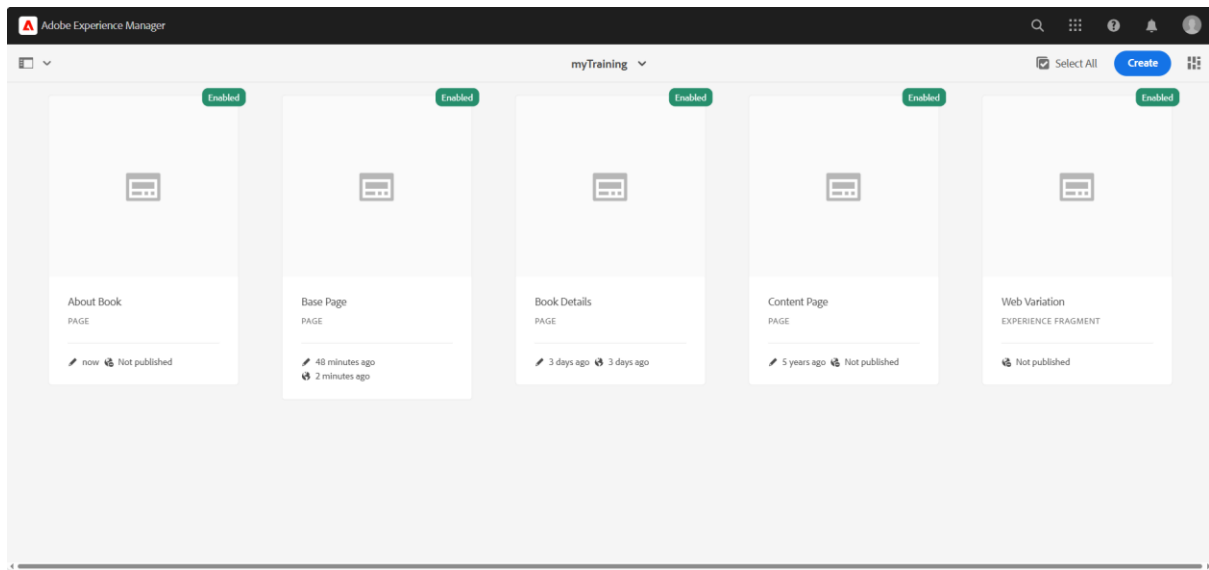 Adobe Experience Manager
myTraining
Select All
Create
Enabled
About Book
PAGE
now Not published
Enabled
Base Page
PAGE
48 minutes ago
2 minutes ago
Enabled
Book Details
PAGE
3 days ago 3 days ago
Enabled
Content Page
PAGE
5 years ago Not published
Enabled
Web Variation
EXPERIENCE FRAGMENT
Not published